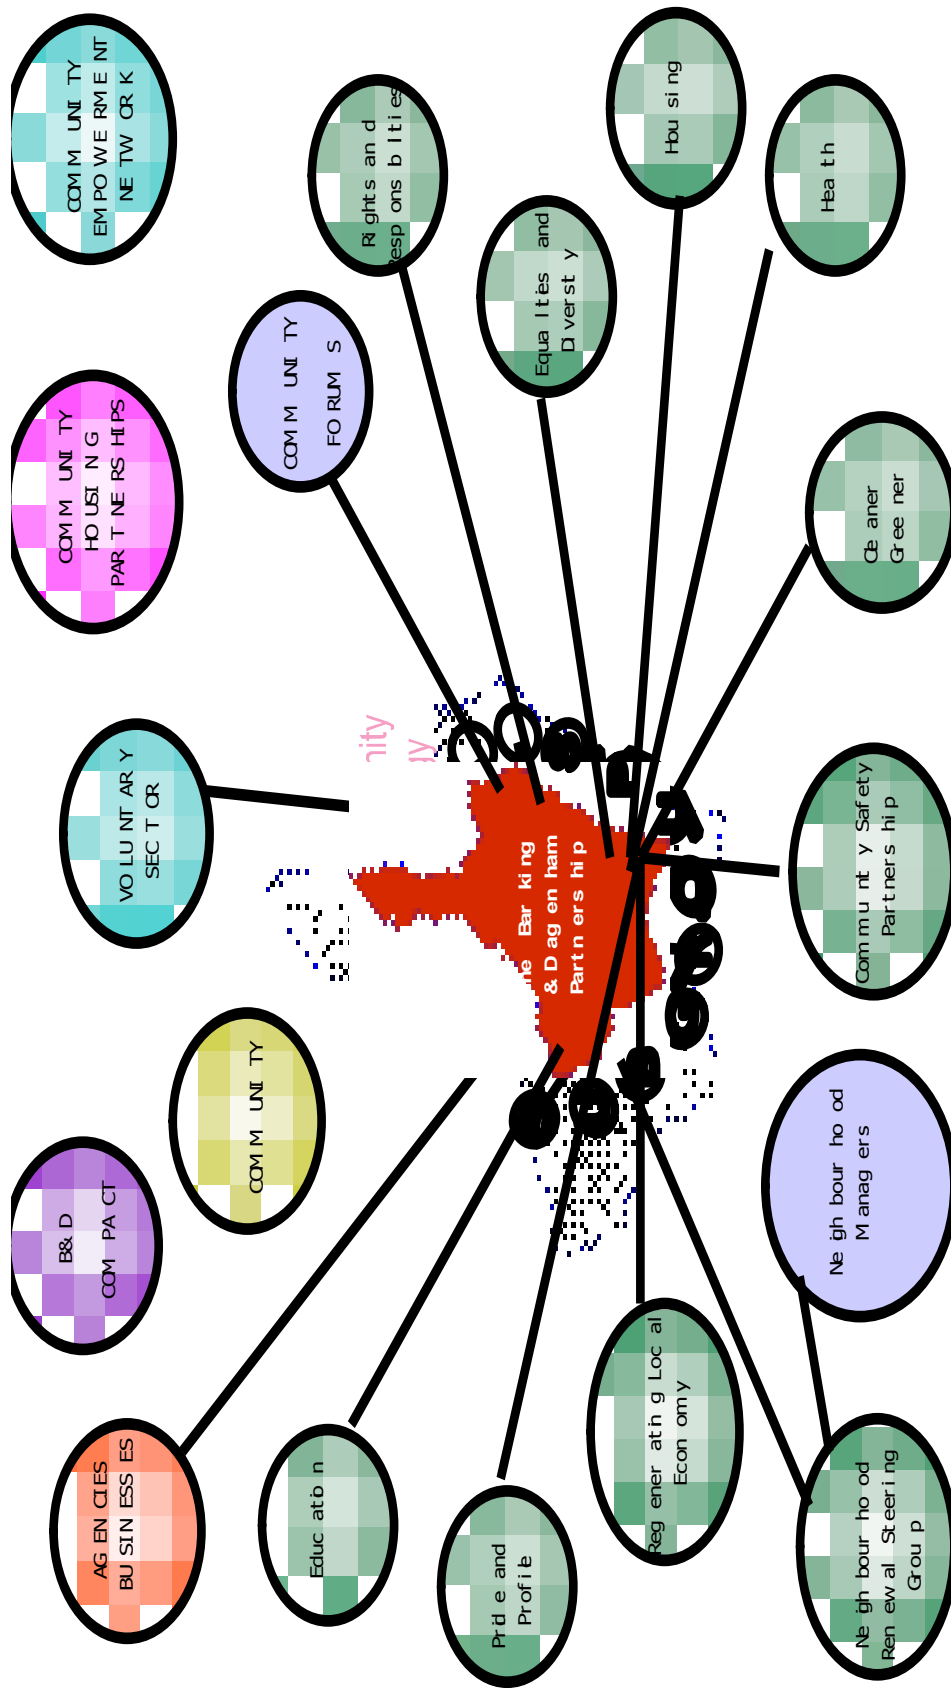 COMMUNITY
EMPOWERMENT
NETWORK
COMMUNITY
HOUSING
PARTNERSHIPS
VOLUNTARY
SECTOR
B&D
COMPACT
AGENCIES
BUSINESSES
COMMUNITY
FORUMS
COMMUNITY
Rights and
Responsibilities
Equalities and
Diversity
Housing
Health
Cleaner
Greener
Community Safety
Partnership
Neighbourhood
Managers
Neighbourhood
Renewal Steering
Group
Regenerating Local
Economy
Pride and
Profile
Education
nity
gy
Barking
& Dagenham
Partnership